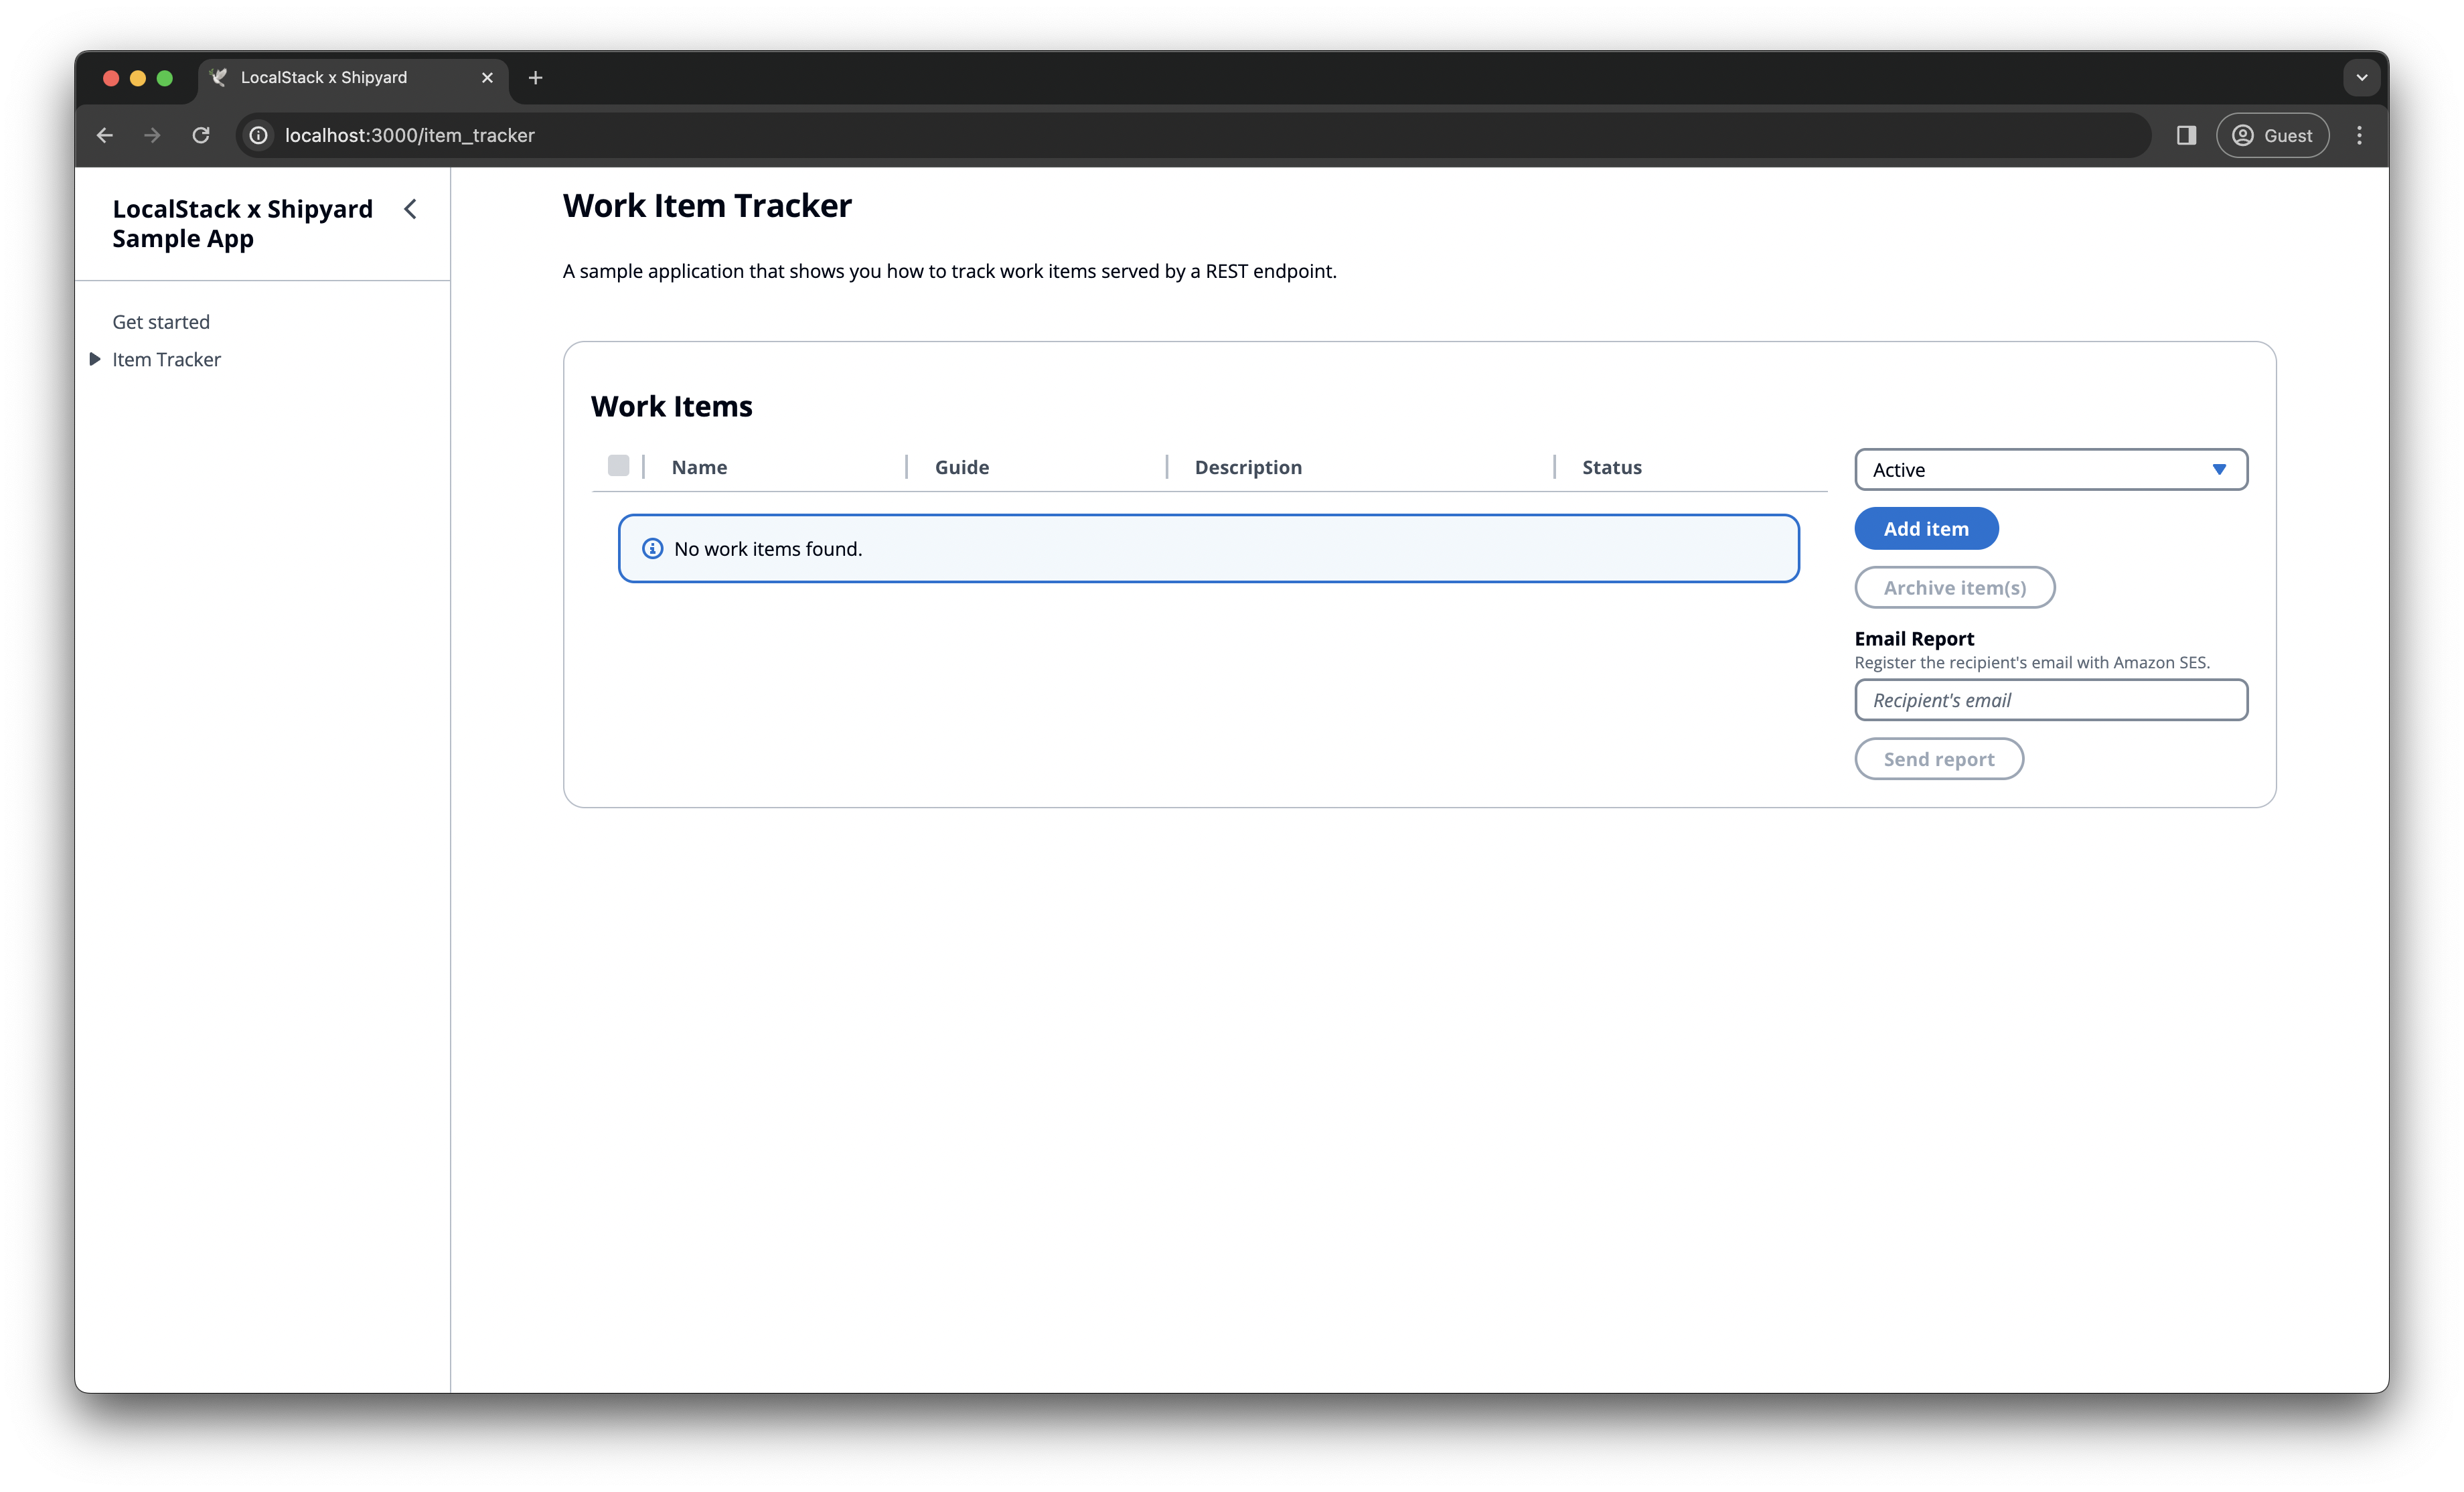 LocalStack x Shipyard
localhost:3000/item_tracker
Guest
LocalStack x Shipyard
Sample App
Get started
Item Tracker
Work Item Tracker
A sample application that shows you how to track work items served by a REST endpoint.
Work Items
Name Guide Description Status
No work items found.
Active
Add item
Archive item(s)
Email Report
Register the recipient's email with Amazon SES.
Recipient's email
Send report